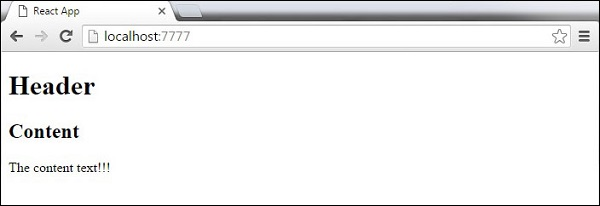 React App
localhost:7777
Header
Content
The content text!!!